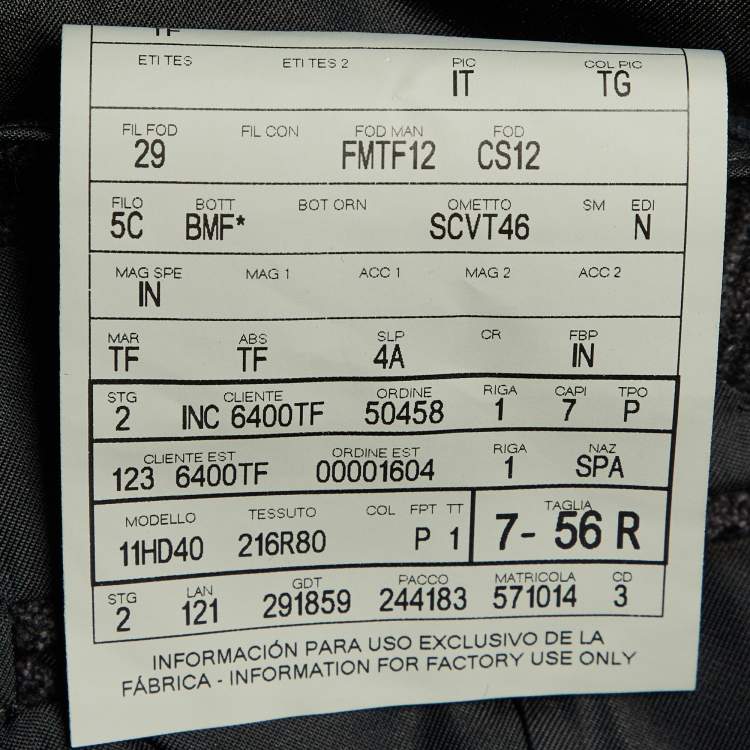 TF
ETI TES ETI TES 2 PIC COL PIC
IT TG
FIL FOD FIL CON FOD MAN FOD
29 FMTF12 CS12
FILO BOTT BOT ORN OMETTO SM EDI
5C BMF* SCVT46 N
MAG SPE MAG 1 ACC 1 MAG 2 ACC 2
IN
MAR ABS SLP CR FBP
TF TF 4A IN
STG CLIENTE ORDINE RIGA CAPI TPO
2 INC 6400TF 50458 1 7 P
CLIENTE EST ORDINE EST RIGA NAZ
123 6400TF 00001604 1 SPA
MODELLO TESSUTO COL FPT TT TAGLIA
11HD40 216R80 P 1 7- 56 R
STG LAN GDT PACCO MATRICOLA CD
2 121 291859 244183 571014 3
INFORMACIÓN PARA USO EXCLUSIVO DE LA
FÁBRICA - INFORMATION FOR FACTORY USE ONLY